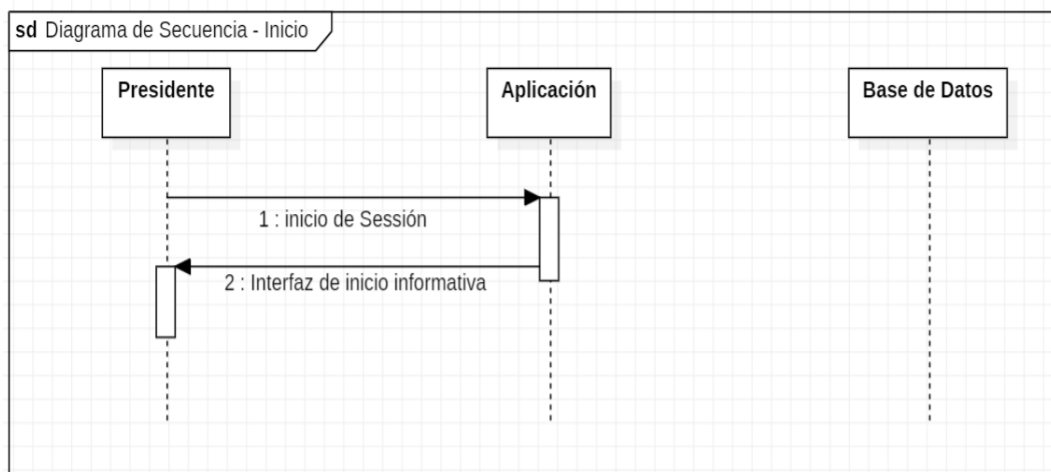 sd Diagrama de Secuencia - Inicio
Presidente
Aplicación
Base de Datos
1 : inicio de Sessión
2 : Interfaz de inicio informativa